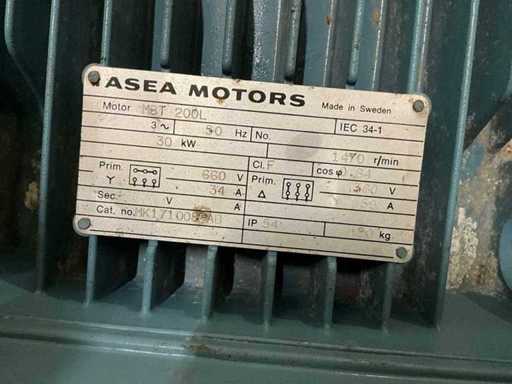 ASEA MOTORS
Made in Sweden
Motor MBT 200L IEC 34-1
3~ 50 Hz No.
30 kW 1470 r/min
Prim. Y 660 V Cl. F cos φ .84
34 A Prim. Δ V
Sec. V A A
Cat. no. IP 54 kg